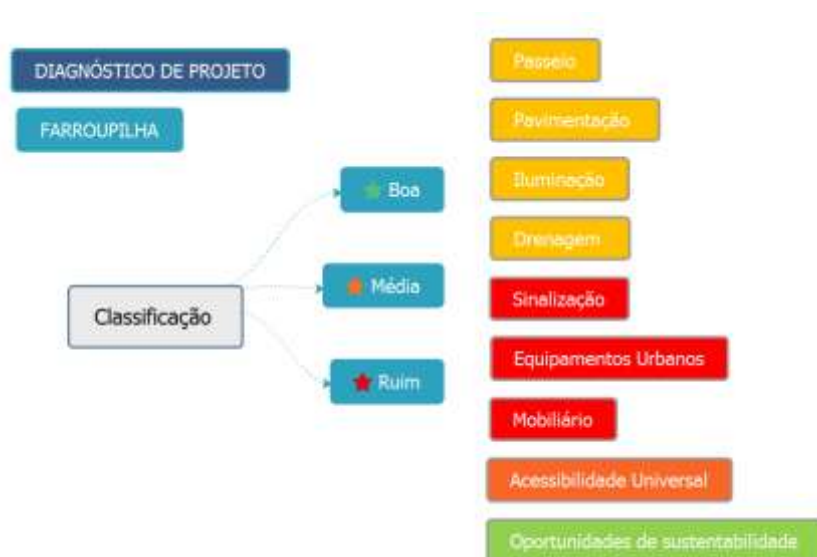 DIAGNÓSTICO DE PROJETO
FARROUPILHA
Classificação
Boa
Média
Ruim
Passeio
Pavimentação
Iluminação
Drenagem
Sinalização
Equipamentos Urbanos
Mobiliário
Acessibilidade Universal
Oportunidades de sustentabilidade